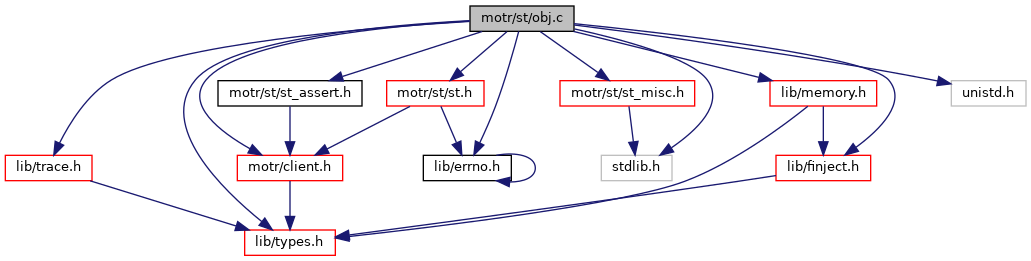 motr/st/obj.c
motr/st/st_assert.h
motr/st/st.h
motr/st/st_misc.h
lib/memory.h
unistd.h
lib/trace.h
motr/client.h
lib/errno.h
stdlib.h
lib/finject.h
lib/types.h